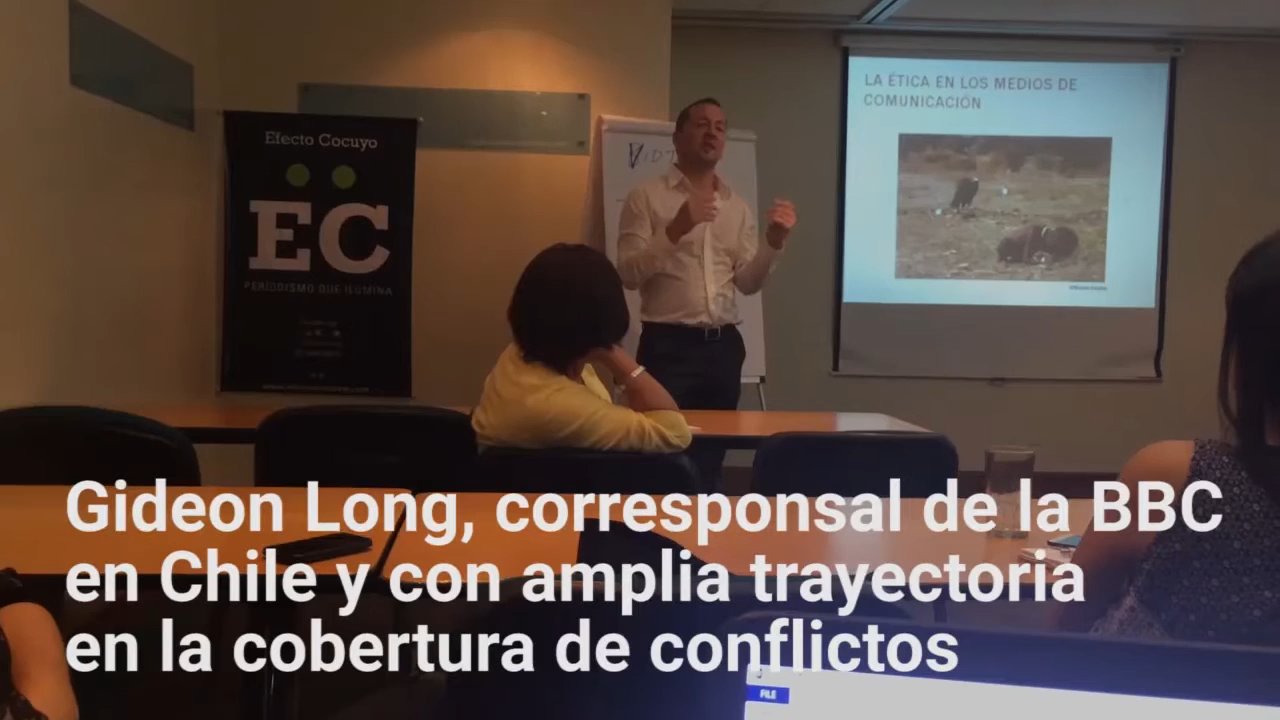 LA ÉTICA EN LOS MEDIOS DE
COMUNICACIÓN
Efecto Cocuyo
EC
PERIODISMO QUE ILUMINA
Gideon Long, corresponsal de la BBC
en Chile y con amplia trayectoria
en la cobertura de conflictos
FILE